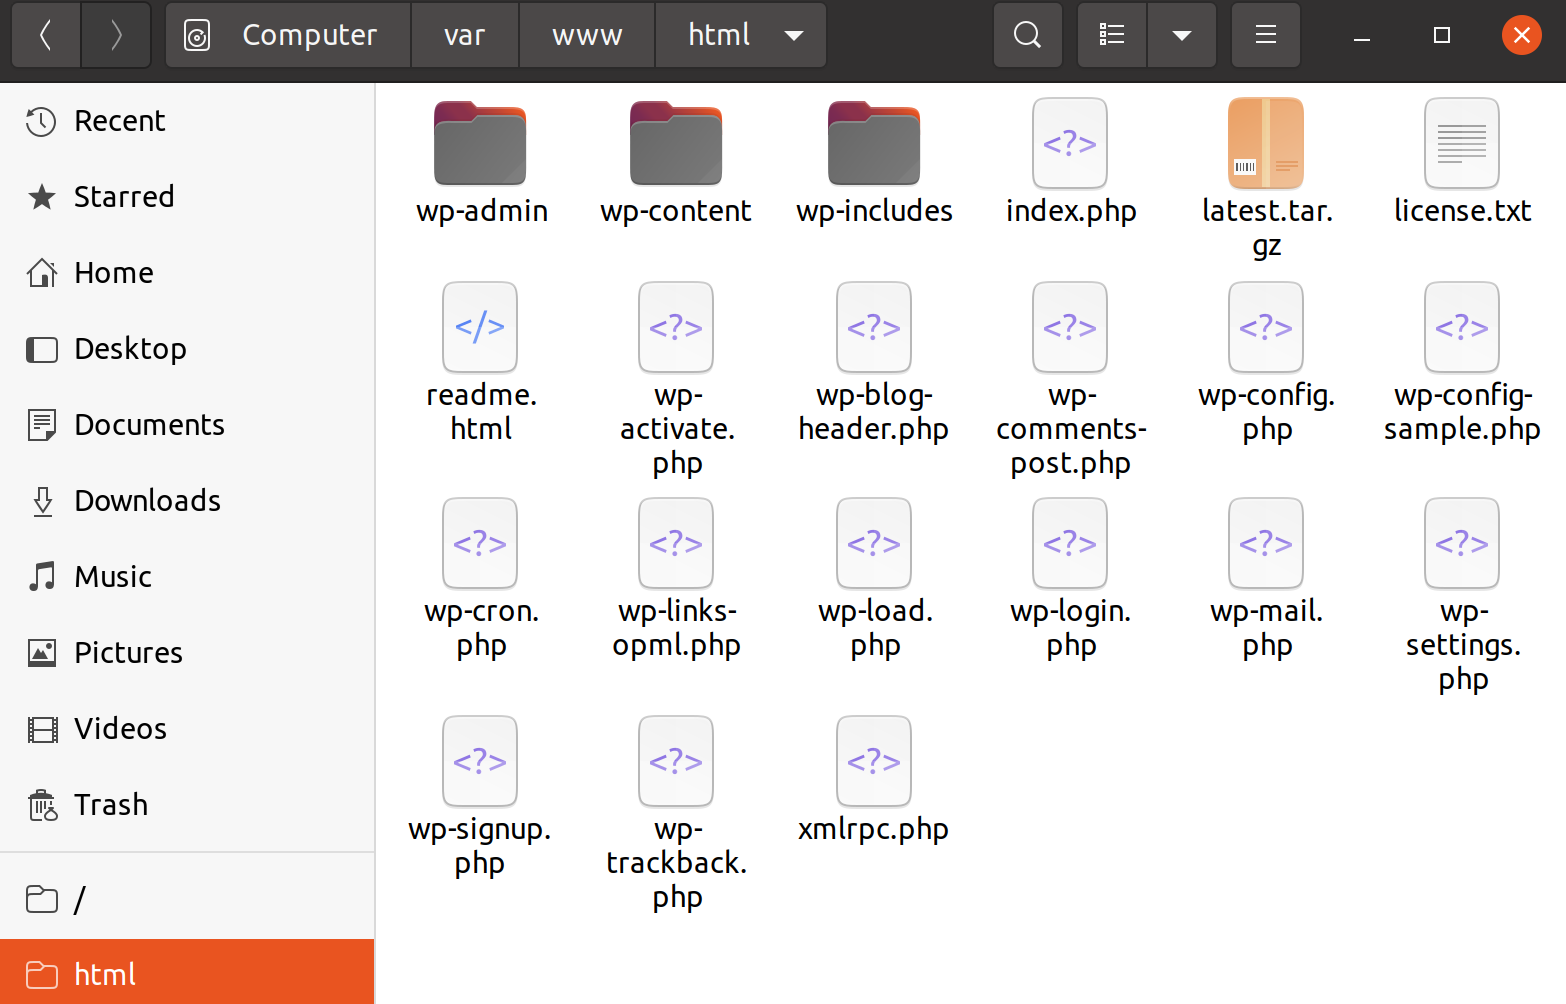 Computer
var
www
html
Recent
Starred
Home
Desktop
Documents
Downloads
Music
Pictures
Videos
Trash
/
html
wp-admin
wp-content
wp-includes
index.php
latest.tar.
gz
license.txt
readme.
html
wp-
activate.
php
wp-blog-
header.php
wp-
comments-
post.php
wp-config.
php
wp-config-
sample.php
wp-cron.
php
wp-links-
opml.php
wp-load.
php
wp-login.
php
wp-mail.
php
wp-
settings.
php
wp-signup.
php
wp-
trackback.
php
xmlrpc.php